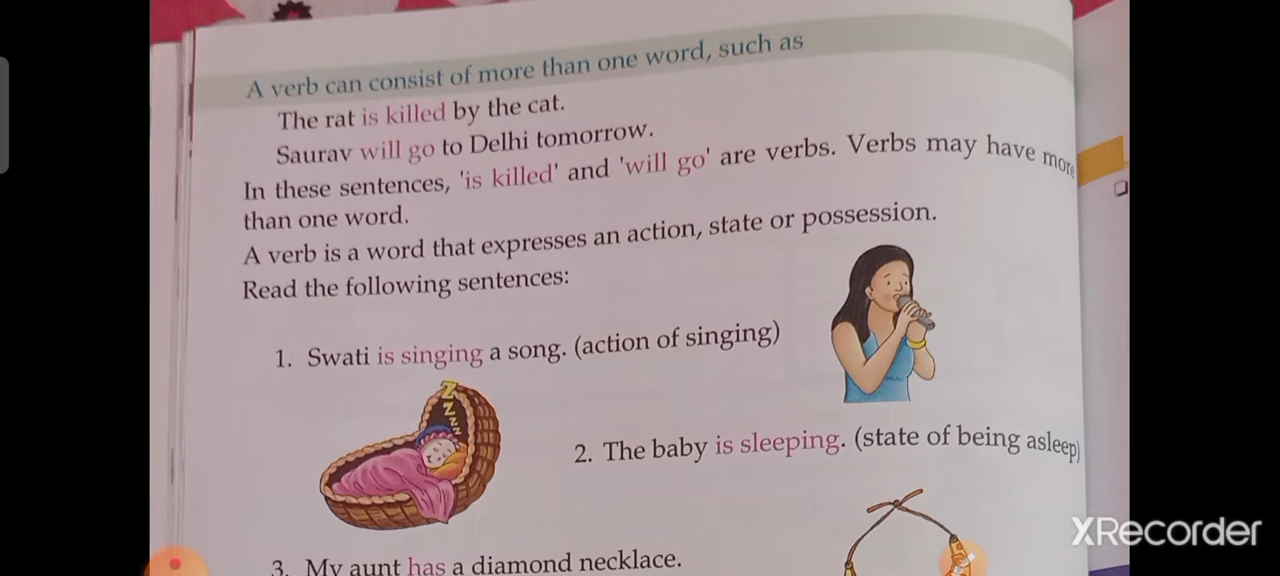 A verb can consist of more than one word, such as
The rat is killed by the cat.
Saurav will go to Delhi tomorrow.
In these sentences, 'is killed' and 'will go' are verbs. Verbs may have more
than one word.
A verb is a word that expresses an action, state or possession.
Read the following sentences:
1. Swati is singing a song. (action of singing)
Z
Z
Z
Z
Z
2. The baby is sleeping. (state of being asleep)
3. My aunt has a diamond necklace.
XRecorder